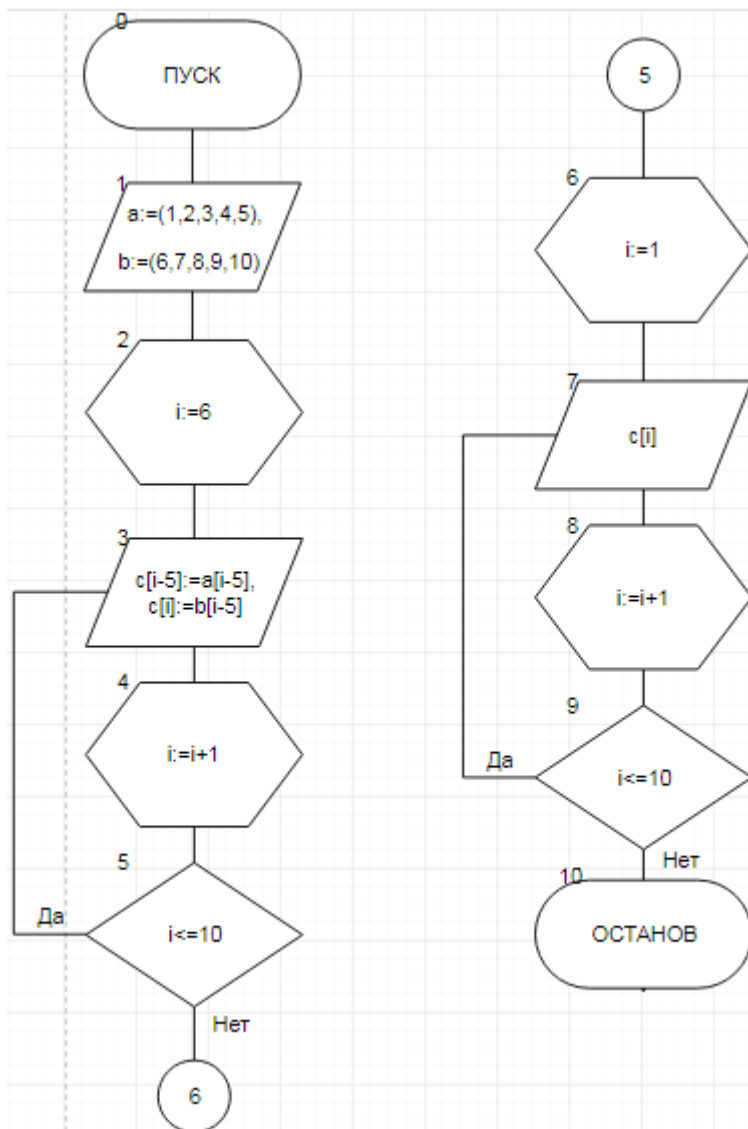 0
ПУСК
1
a:=(1,2,3,4,5),
b:=(6,7,8,9,10)
2
i:=6
3
c[i-5]:=a[i-5],
c[i]:=b[i-5]
4
i:=i+1
5
Да
i<=10
Нет
6
5
6
i:=1
7
c[i]
8
i:=i+1
9
Да
i<=10
Нет
10
ОСТАНОВ